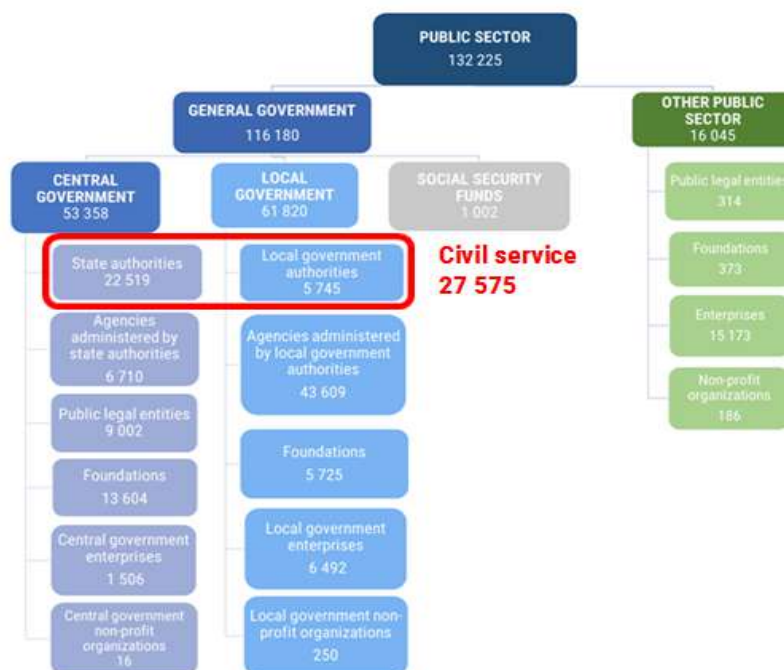 PUBLIC SECTOR
132 225
GENERAL GOVERNMENT
116 180
OTHER PUBLIC
SECTOR
16 045
CENTRAL
GOVERNMENT
53 358
LOCAL
GOVERNMENT
61 820
SOCIAL SECURITY
FUNDS
1 002
State authorities
22 519
Local government
authorities
5 745
Civil service
27 575
Agencies
administered by
state authorities
6 710
Public legal entities
9 002
Foundations
13 604
Central government
enterprises
1 506
Central government
non-profit
organizations
16
Agencies administered
by local government
authorities
43 609
Foundations
5 725
Local government
enterprises
6 492
Local government non-
profit organizations
250
Public legal entities
314
Foundations
373
Enterprises
15 173
Non-profit
organizations
186